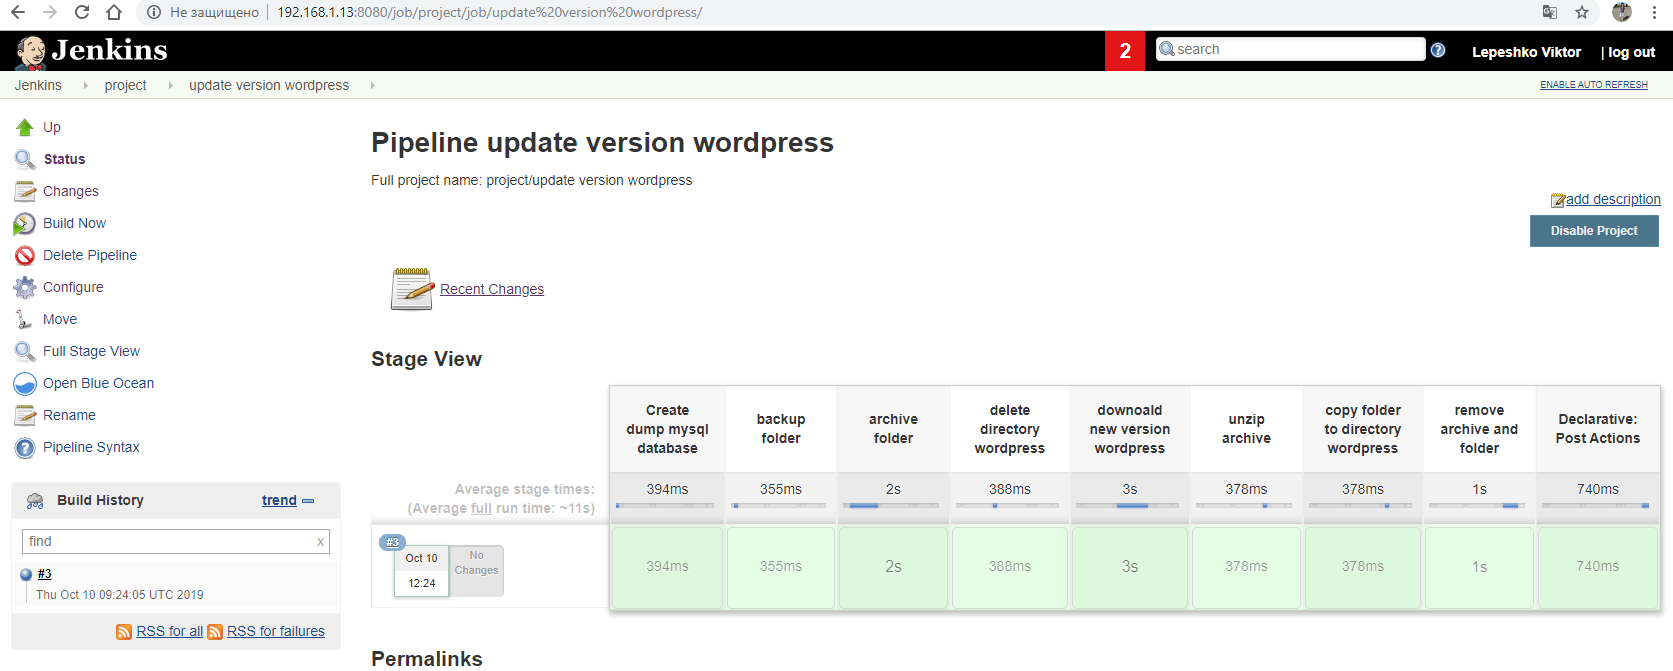 Не защищено 192.168.1.13:8080/job/project/job/update%20version%20wordpress/
Jenkins
2
search
Lepeshko Viktor
| log out
Jenkins
project
update version wordpress
ENABLE AUTO REFRESH
Up
Status
Changes
Build Now
Delete Pipeline
Configure
Move
Full Stage View
Open Blue Ocean
Rename
Pipeline Syntax
Build History
trend
find
x
#3
Thu Oct 10 09:24:05 UTC 2019
RSS for all
RSS for failures
Pipeline update version wordpress
Full project name: project/update version wordpress
add description
Disable Project
Recent Changes
Stage View
Create
dump mysql
database
backup
folder
archive
folder
delete
directory
wordpress
downoald
new version
wordpress
unzip
archive
copy folder
to directory
wordpress
remove
archive and
folder
Declarative:
Post Actions
Average stage times:
(Average full run time: ~11s)
394ms
355ms
2s
388ms
3s
378ms
378ms
1s
740ms
#3
Oct 10
12:24
No
Changes
394ms
355ms
2s
388ms
3s
378ms
378ms
1s
740ms
Permalinks